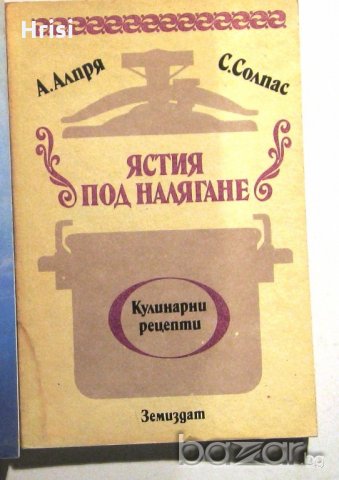 Hrisi
А. Алпря
С. Солпас
ЯСТИЯ
ПОД НАЛЯГАНЕ
Кулинарни
рецепти
Земиздат
bazar.bg